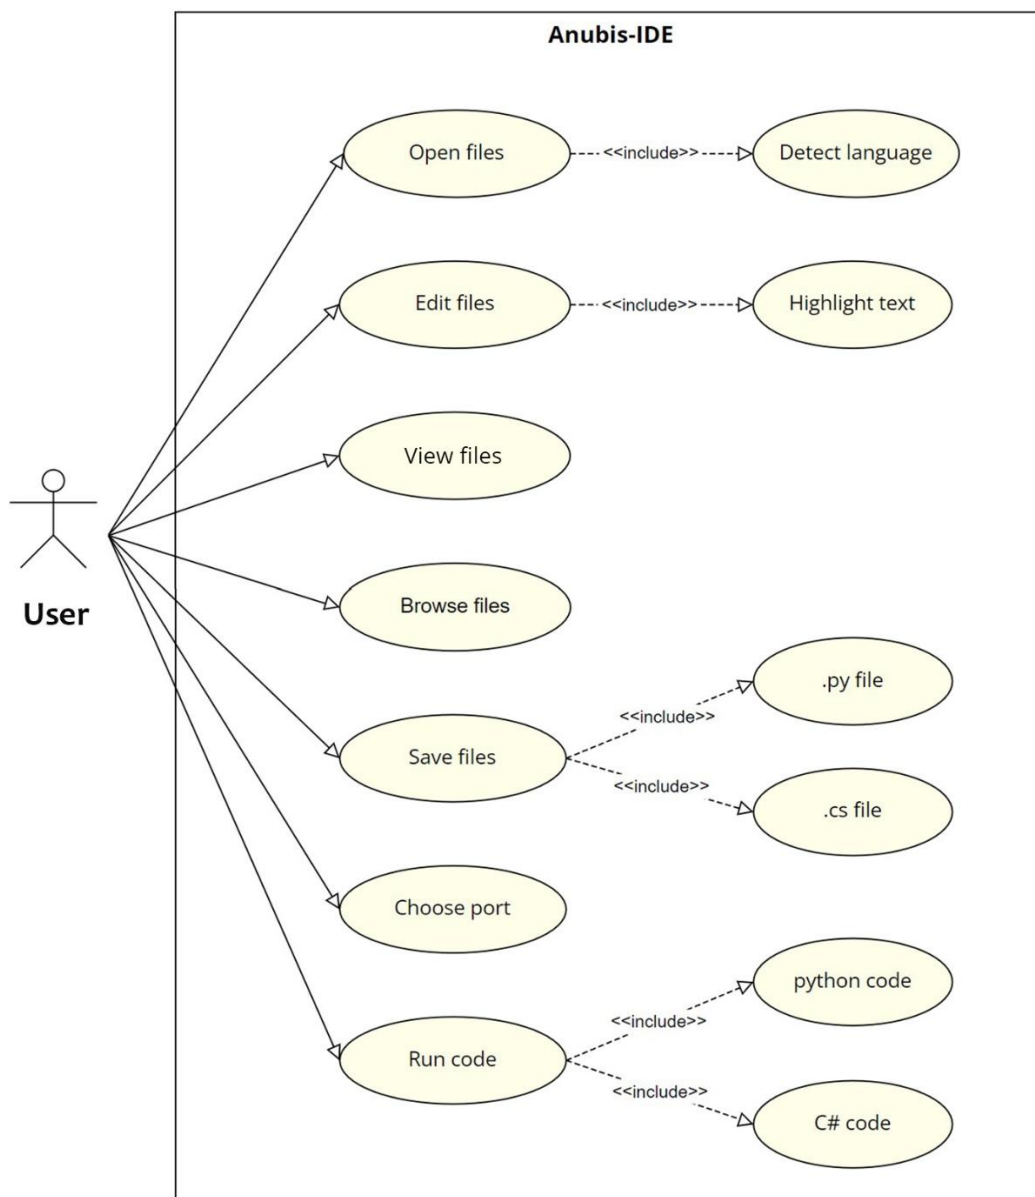 Anubis-IDE
Open files
<<include>>
Detect language
Edit files
<<include>>
Highlight text
View files
Browse files
User
Save files
<<include>>
.py file
<<include>>
.cs file
Choose port
Run code
<<include>>
python code
<<include>>
C# code